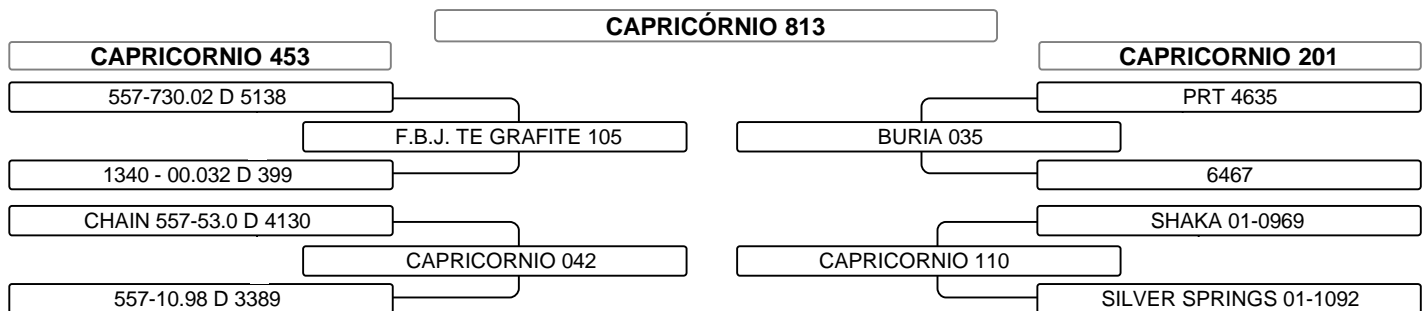 CAPRICÓRNIO 813
CAPRICORNIO 453
CAPRICORNIO 201
557-730.02 D 5138
PRT 4635
F.B.J. TE GRAFITE 105
BURIA 035
1340 - 00.032 D 399
6467
CHAIN 557-53.0 D 4130
SHAKA 01-0969
CAPRICORNIO 042
CAPRICORNIO 110
557-10.98 D 3389
SILVER SPRINGS 01-1092